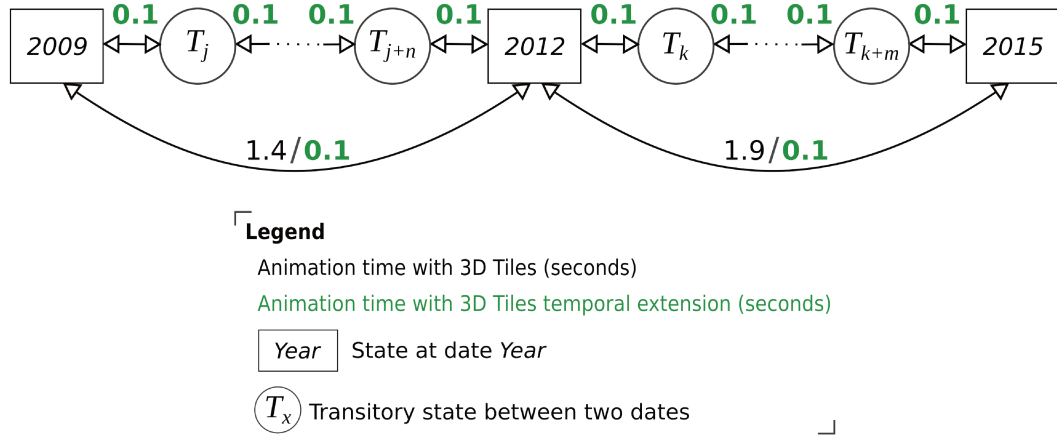 0.1 0.1 0.1 0.1 0.1 0.1 0.1 0.1
2009 Tj Tj+n 2012 Tk Tk+m 2015
1.4/0.1 1.9/0.1
Legend
Animation time with 3D Tiles (seconds)
Animation time with 3D Tiles temporal extension (seconds)
Year State at date Year
Tx Transitory state between two dates